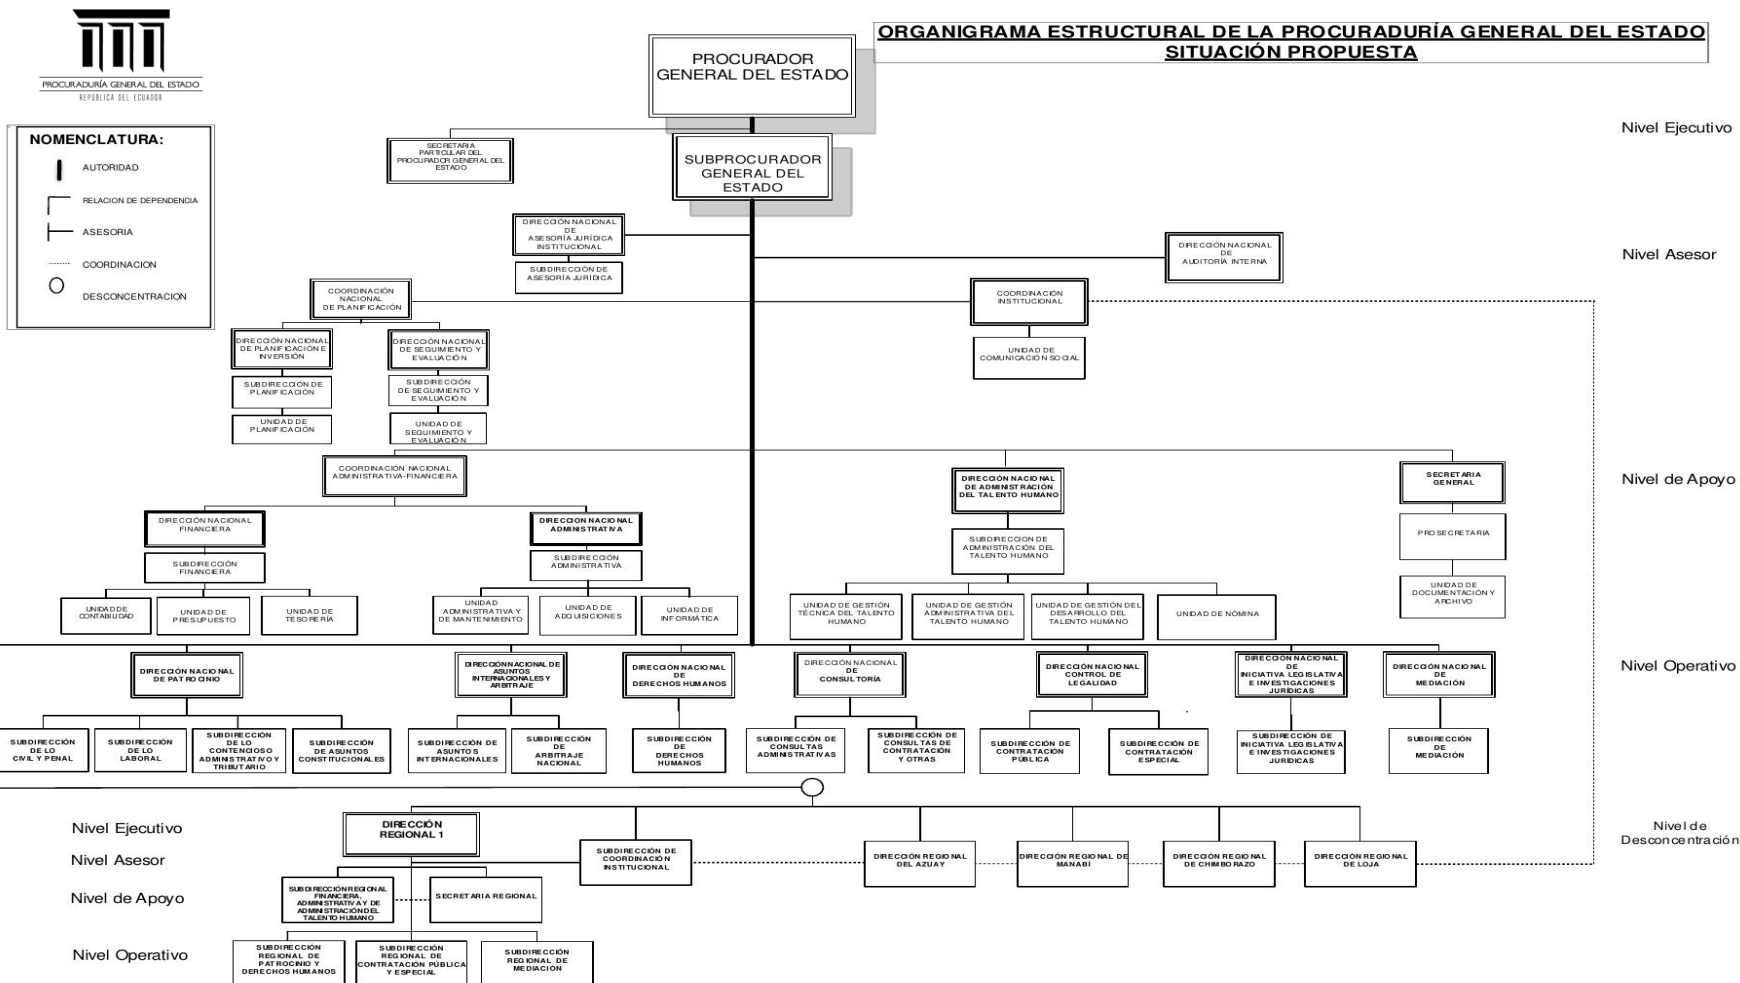 PROCURADURÍA GENERAL DEL ESTADO
REPÚBLICA DEL ECUADOR
ORGANIGRAMA ESTRUCTURAL DE LA PROCURADURÍA GENERAL DEL ESTADO
SITUACIÓN PROPUESTA
NOMENCLATURA:
AUTORIDAD
RELACION DE DEPENDENCIA
ASESORIA
COORDINACION
DESCONCENTRACION
PROCURADOR
GENERAL DEL ESTADO
Nivel Ejecutivo
SECRETARIA
PARTICULAR DEL
PROCURADOR GENERAL DEL
ESTADO
SUBPROCURADOR
GENERAL DEL
ESTADO
DIRECCIÓN NACIONAL
DE
ASESORÍA JURÍDICA
INSTITUCIONAL
SUBDIRECCIÓN DE
ASESORÍA JURÍDICA
DIRECCIÓN NACIONAL
DE
AUDITORÍA INTERNA
Nivel Asesor
COORDINACIÓN
NACIONAL
DE PLANIFICACIÓN
COORDINACIÓN
INSTITUCIONAL
UNIDAD DE
COMUNICACIÓN SOCIAL
DIRECCIÓN NACIONAL
DE PLANIFICACIÓN E
INVERSIÓN
DIRECCIÓN NACIONAL
DE SEGUIMIENTO Y
EVALUACIÓN
SUBDIRECCIÓN DE
PLANIFICACIÓN
SUBDIRECCIÓN
DE SEGUIMIENTO Y
EVALUACIÓN
UNIDAD DE
PLANIFICACIÓN
UNIDAD DE
SEGUIMIENTO Y
EVALUACIÓN
COORDINACIÓN NACIONAL
ADMINISTRATIVA-FINANCIERA
DIRECCIÓN NACIONAL
DE ADMINISTRACIÓN
DEL TALENTO HUMANO
SECRETARIA
GENERAL
Nivel de Apoyo
DIRECCIÓN NACIONAL
FINANCIERA
DIRECCION NACIONAL
ADMINISTRATIVA
SUBDIRECCION DE
ADMINISTRACIÓN DEL
TALENTO HUMANO
PROSECRETARIA
SUBDIRECCIÓN
FINANCIERA
SUBDIRECCIÓN
ADMINISTRATIVA
UNIDAD DE
DOCUMENTACIÓN Y
ARCHIVO
UNIDAD DE
CONTABILIDAD
UNIDAD DE
PRESUPUESTO
UNIDAD DE
TESORERÍA
UNIDAD
ADMINISTRATIVA Y
DE MANTENIMIENTO
UNIDAD DE
ADQUISICIONES
UNIDAD DE
INFORMÁTICA
UNIDAD DE GESTIÓN
TÉCNICA DEL TALENTO
HUMANO
UNIDAD DE GESTIÓN
ADMINISTRATIVA DEL
TALENTO HUMANO
UNIDAD DE GESTIÓN DEL
DESARROLLO DEL
TALENTO HUMANO
UNIDAD DE NÓMINA
DIRECCIÓN NACIONAL
DE PATROCINIO
DIRECCIÓN NACIONAL DE
ASUNTOS
INTERNACIONALES Y
ARBITRAJE
DIRECCIÓN NACIONAL
DE
DERECHOS HUMANOS
DIRECCIÓN NACIONAL
DE
CONSULTORÍA
DIRECCIÓN NACIONAL
CONTROL DE
LEGALIDAD
DIRECCIÓN NACIONAL
DE
INICIATIVA LEGISLATIVA
E INVESTIGACIONES
JURÍDICAS
DIRECCIÓN NACIONAL
DE
MEDIACIÓN
Nivel Operativo
SUBDIRECCIÓN
DE LO
CIVIL Y PENAL
SUBDIRECCIÓN
DE LO
LABORAL
SUBDIRECCIÓN
DE LO
CONTENCIOSO
ADMINISTRATIVO Y
TRIBUTARIO
SUBDIRECCIÓN
DE ASUNTOS
CONSTITUCIONALES
SUBDIRECCIÓN DE
ASUNTOS
INTERNACIONALES
SUBDIRECCIÓN
DE
ARBITRAJE
NACIONAL
SUBDIRECCIÓN
DE
DERECHOS
HUMANOS
SUBDIRECCIÓN DE
CONSULTAS
ADMINISTRATIVAS
SUBDIRECCIÓN DE
CONSULTAS DE
CONTRATACIÓN
Y OTRAS
SUBDIRECCIÓN DE
CONTRATACIÓN
PÚBLICA
SUBDIRECCIÓN DE
CONTRATACIÓN
ESPECIAL
SUBDIRECCIÓN DE
INICIATIVA LEGISLATIVA
E INVESTIGACIONES
JURÍDICAS
SUBDIRECCIÓN
DE
MEDIACIÓN
Nivel Ejecutivo
DIRECCIÓN
REGIONAL 1
Nivel de
Desconcentración
Nivel Asesor
SUBDIRECCIÓN DE
COORDINACIÓN
INSTITUCIONAL
DIRECCIÓN REGIONAL
DEL AZUAY
DIRECCIÓN REGIONAL DE
MANABÍ
DIRECCIÓN REGIONAL
DE CHIMBORAZO
DIRECCIÓN REGIONAL
DE LOJA
Nivel de Apoyo
SUBDIRECCIÓN REGIONAL
FINANCIERA,
ADMINISTRATIVA Y DE
ADMINISTRACIÓN DEL
TALENTO HUMANO
SECRETARIA REGIONAL
Nivel Operativo
SUBDIRECCIÓN
REGIONAL DE
PATROCINIO Y
DERECHOS HUMANOS
SUBDIRECCIÓN
REGIONAL DE
CONTRATACIÓN PÚBLICA
Y ESPECIAL
SUBDIRECCIÓN
REGIONAL DE
MEDIACIÓN